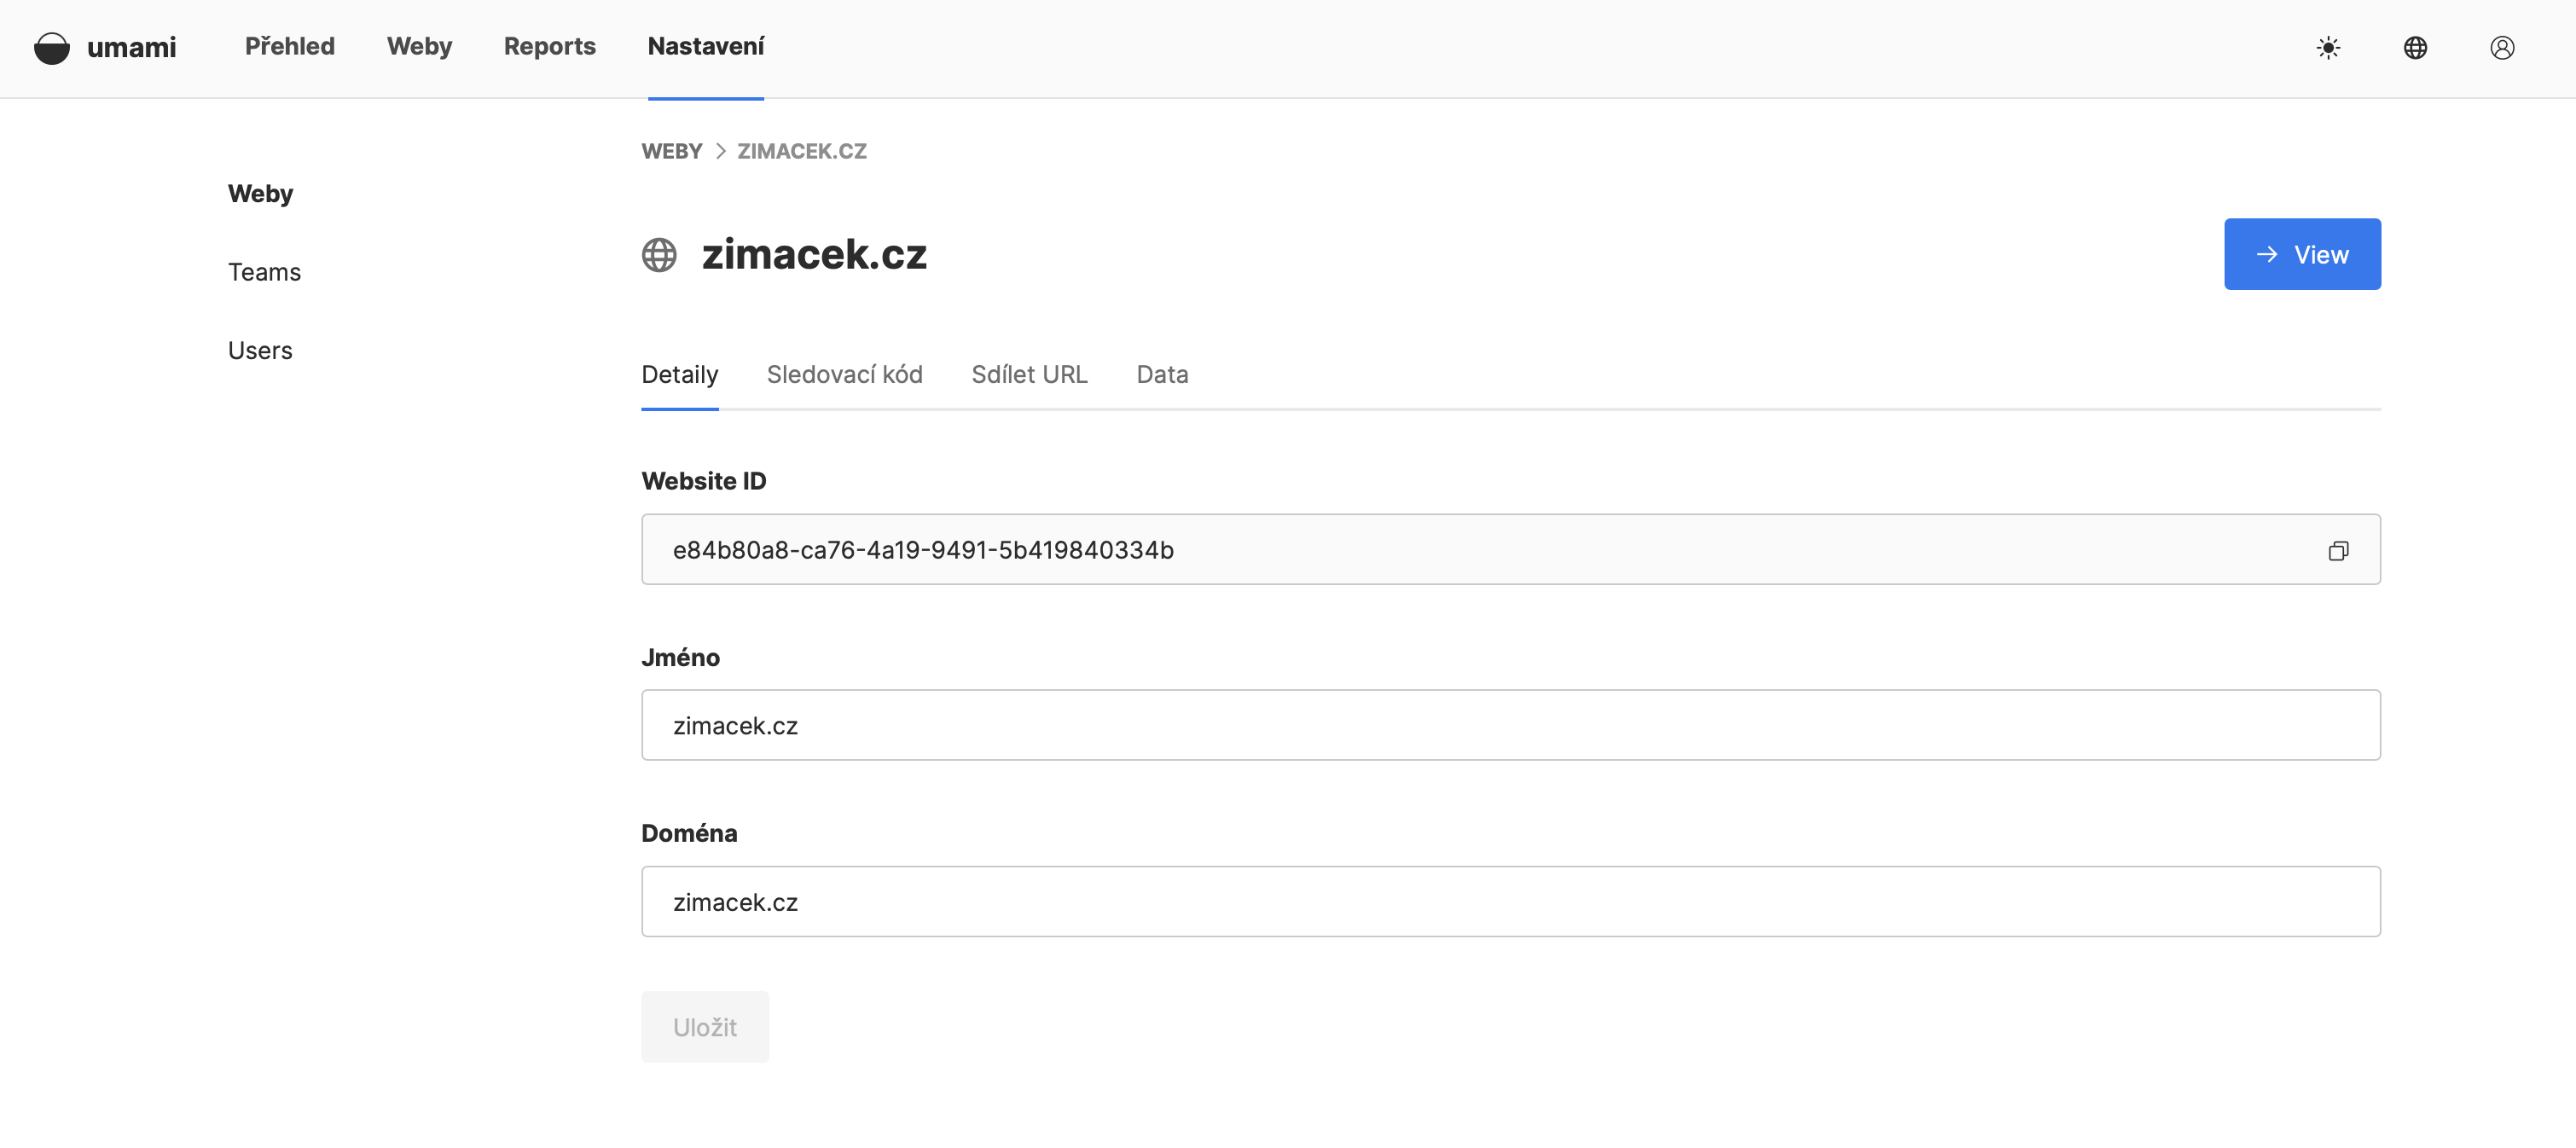 umami Přehled Weby Reports Nastavení
WEBY > ZIMACEK.CZ
Weby
Teams
Users
zimacek.cz
View
Detaily Sledovací kód Sdílet URL Data
Website ID
e84b80a8-ca76-4a19-9491-5b419840334b
Jméno
zimacek.cz
Doména
zimacek.cz
Uložit